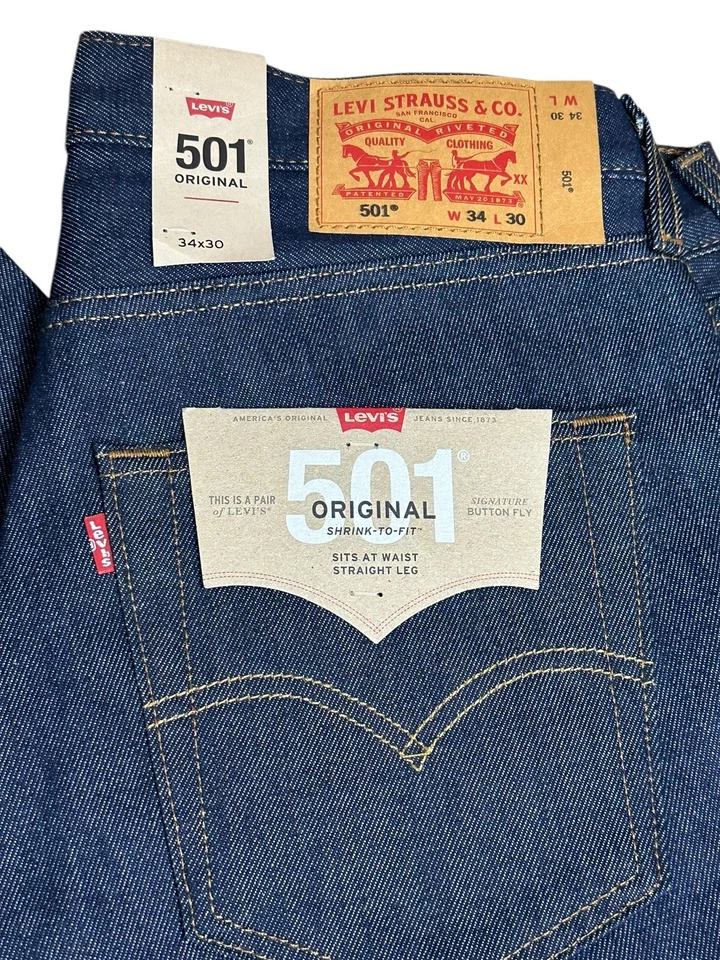 Levi's®
501®
ORIGINAL
34x30
LEVI STRAUSS & CO.
SAN FRANCISCO
CAL.
ORIGINAL RIVETED
QUALITY CLOTHING
XX
PATENTED MAY 20 1873
501® W 34 L 30
W L
34 30
501®
AMERICA'S ORIGINAL Levi's® JEANS SINCE 1873
501®
THIS IS A PAIR
of LEVI'S®
ORIGINAL
SHRINK-TO-FIT™
SIGNATURE
BUTTON FLY
SITS AT WAIST
STRAIGHT LEG
Levi's®